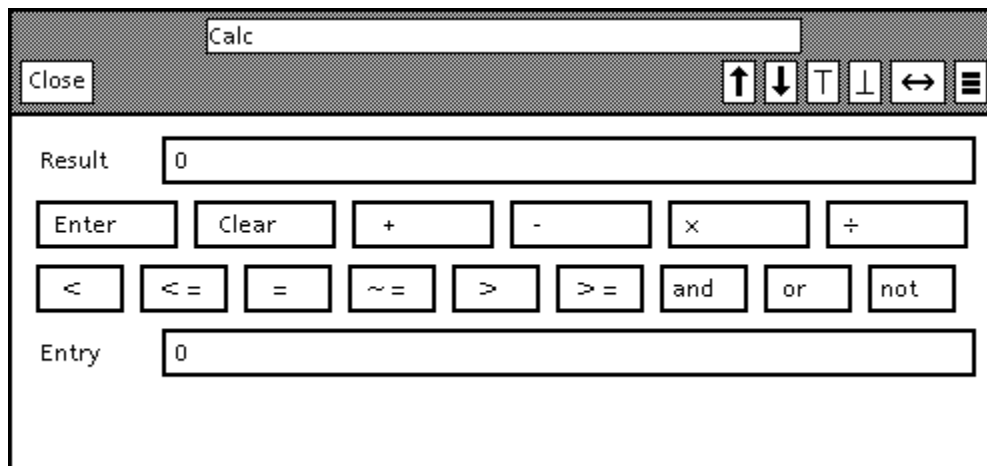 Calc
Close ↑ ↓ ⊤ ⊥ ↔ ≡
Result 0
Enter Clear + - × ÷
< <= = ~= > >= and or not
Entry 0